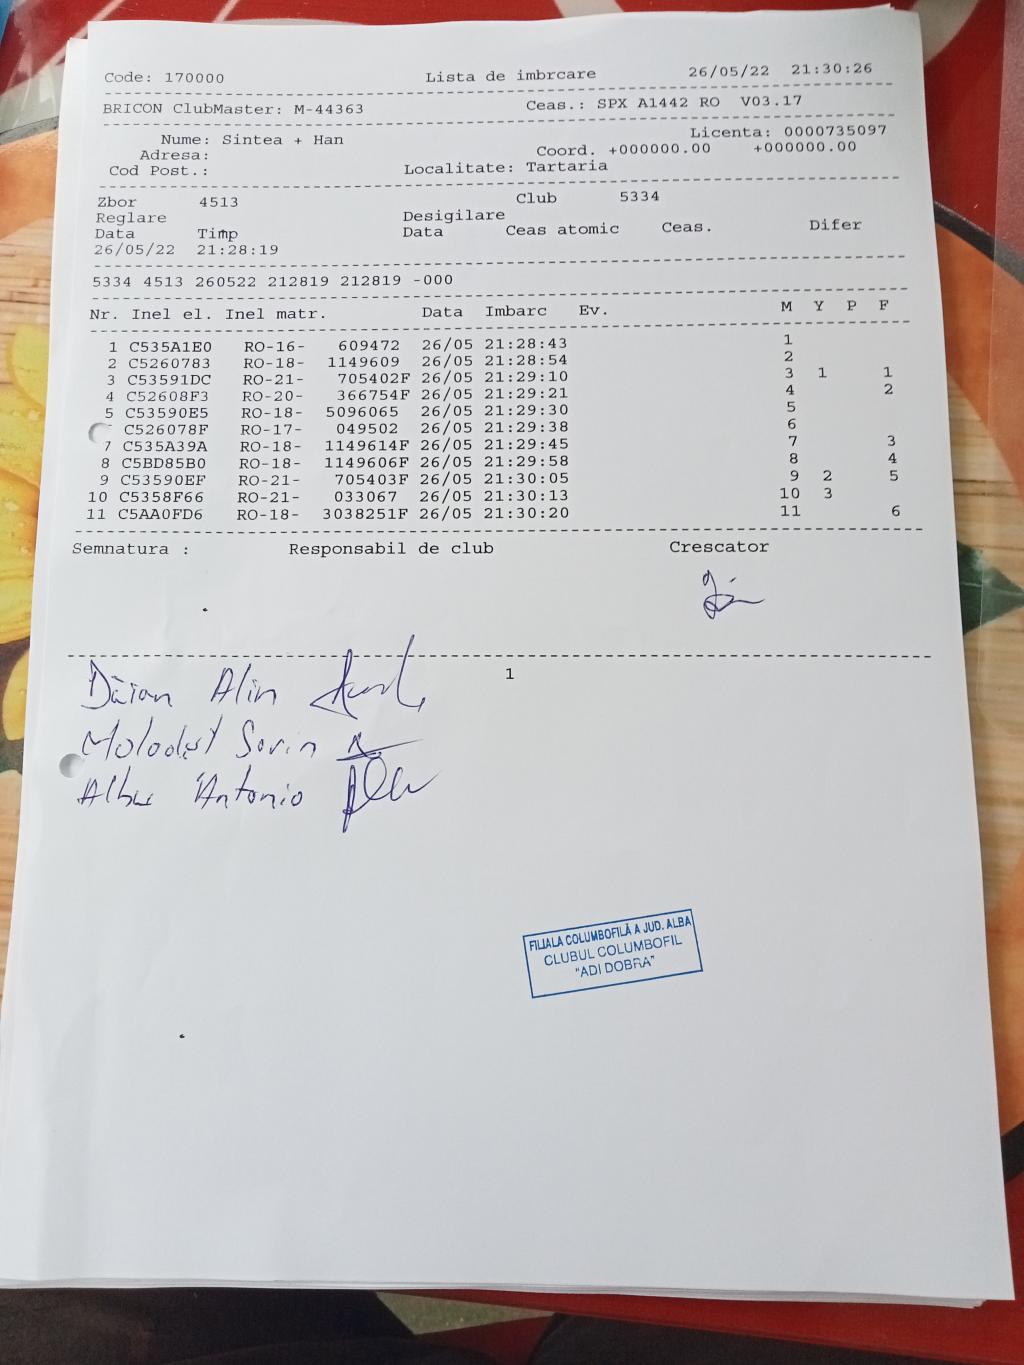 Code: 170000 Lista de imbrcare 26/05/22 21:30:26
BRICON ClubMaster: M-44363 Ceas.: SPX A1442 RO V03.17
Licenta: 0000735097
Nume: Sintea + Han
Adresa: Coord. +000000.00 +000000.00
Cod Post.: Localitate: Tartaria
Zbor 4513 Club 5334
Reglare Desigilare
Data Timp Data Ceas atomic Ceas. Difer
26/05/22 21:28:19
5334 4513 260522 212819 212819 -000
Nr. Inel el. Inel matr. Data Imbarc Ev. M Y P F
1 C535A1E0 RO-16- 609472 26/05 21:28:43 1
2 C5260783 RO-18- 1149609 26/05 21:28:54 2
3 C53591DC RO-21- 705402F 26/05 21:29:10 3 1 1
4 C52608F3 RO-20- 366754F 26/05 21:29:21 4 2
5 C53590E5 RO-18- 5096065 26/05 21:29:30 5
C526078F RO-17- 049502 26/05 21:29:38 6
7 C535A39A RO-18- 1149614F 26/05 21:29:45 7 3
8 C5BD85B0 RO-18- 1149606F 26/05 21:29:58 8 4
9 C53590EF RO-21- 705403F 26/05 21:30:05 9 2 5
10 C5358F66 RO-21- 033067 26/05 21:30:13 10 3
11 C5AA0FD6 RO-18- 3038251F 26/05 21:30:20 11 6
Semnatura : Responsabil de club Crescator
1
Dăian Alin
Sorin
Albu Antonio
FILIALA COLUMBOFILĂ A JUD. ALBA
CLUBUL COLUMBOFIL
"ADI DOBRA"